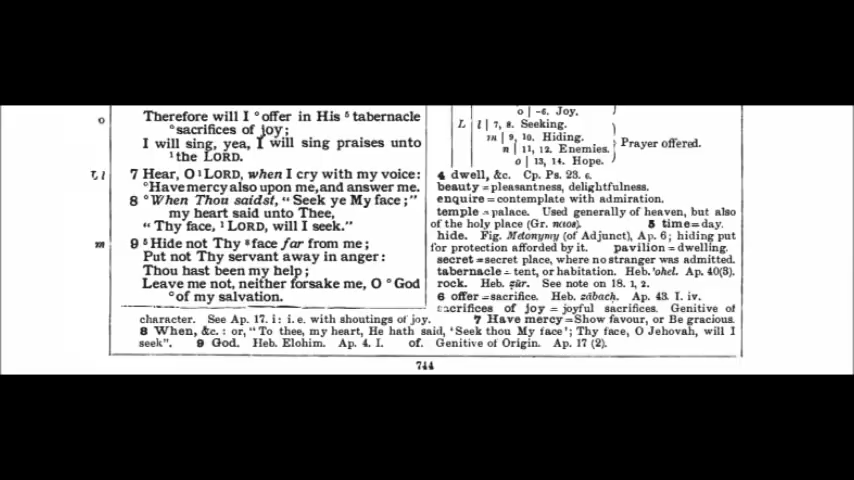 o
Therefore will I °offer in His ⁵tabernacle
°sacrifices of joy;
I will sing, yea, I will sing praises unto
¹the LORD.
L l
7 Hear, O ¹LORD, when I cry with my voice:
°Have mercy also upon me, and answer me.
8 °When Thou saidst, “Seek ye My face;”
my heart said unto Thee,
“Thy face, ¹LORD, will I seek.”
m
9 ⁵Hide not Thy ⁸face far from me;
Put not Thy servant away in anger:
Thou hast been my help;
Leave me not, neither forsake me, O °God
°of my salvation.
o | -6. Joy.
L | l | 7, 8. Seeking.
m | 9, 10. Hiding.
n | 11, 12. Enemies.
o | 13, 14. Hope.
Prayer offered.
4 dwell, &c. Cp. Ps. 23. 6.
beauty = pleasantness, delightfulness.
enquire = contemplate with admiration.
temple = palace. Used generally of heaven, but also
of the holy place (Gr. naos). 5 time = day.
hide. Fig. Metonymy (of Adjunct), Ap. 6; hiding put
for protection afforded by it. pavilion = dwelling.
secret = secret place, where no stranger was admitted.
tabernacle = tent, or habitation. Heb. 'ohel. Ap. 40(3).
rock. Heb. zūr. See note on 18. 1, 2.
6 offer = sacrifice. Heb. zābach. Ap. 43. I. iv.
sacrifices of joy = joyful sacrifices. Genitive of
character. See Ap. 17. i: i.e. with shoutings of joy. 7 Have mercy = Show favour, or Be gracious.
8 When, &c. : or, “To thee, my heart, He hath said, ‘Seek thou My face’; Thy face, O Jehovah, will I
seek”. 9 God. Heb. Elohim. Ap. 4. I. of. Genitive of Origin. Ap. 17 (2).
744